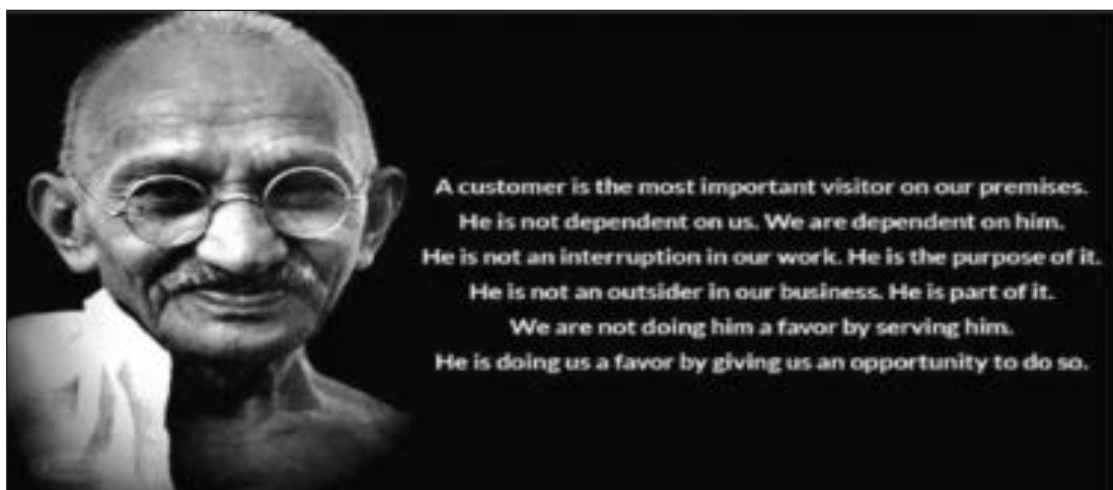 A customer is the most important visitor on our premises.
He is not dependent on us. We are dependent on him.
He is not an interruption in our work. He is the purpose of it.
He is not an outsider in our business. He is part of it.
We are not doing him a favor by serving him.
He is doing us a favor by giving us an opportunity to do so.